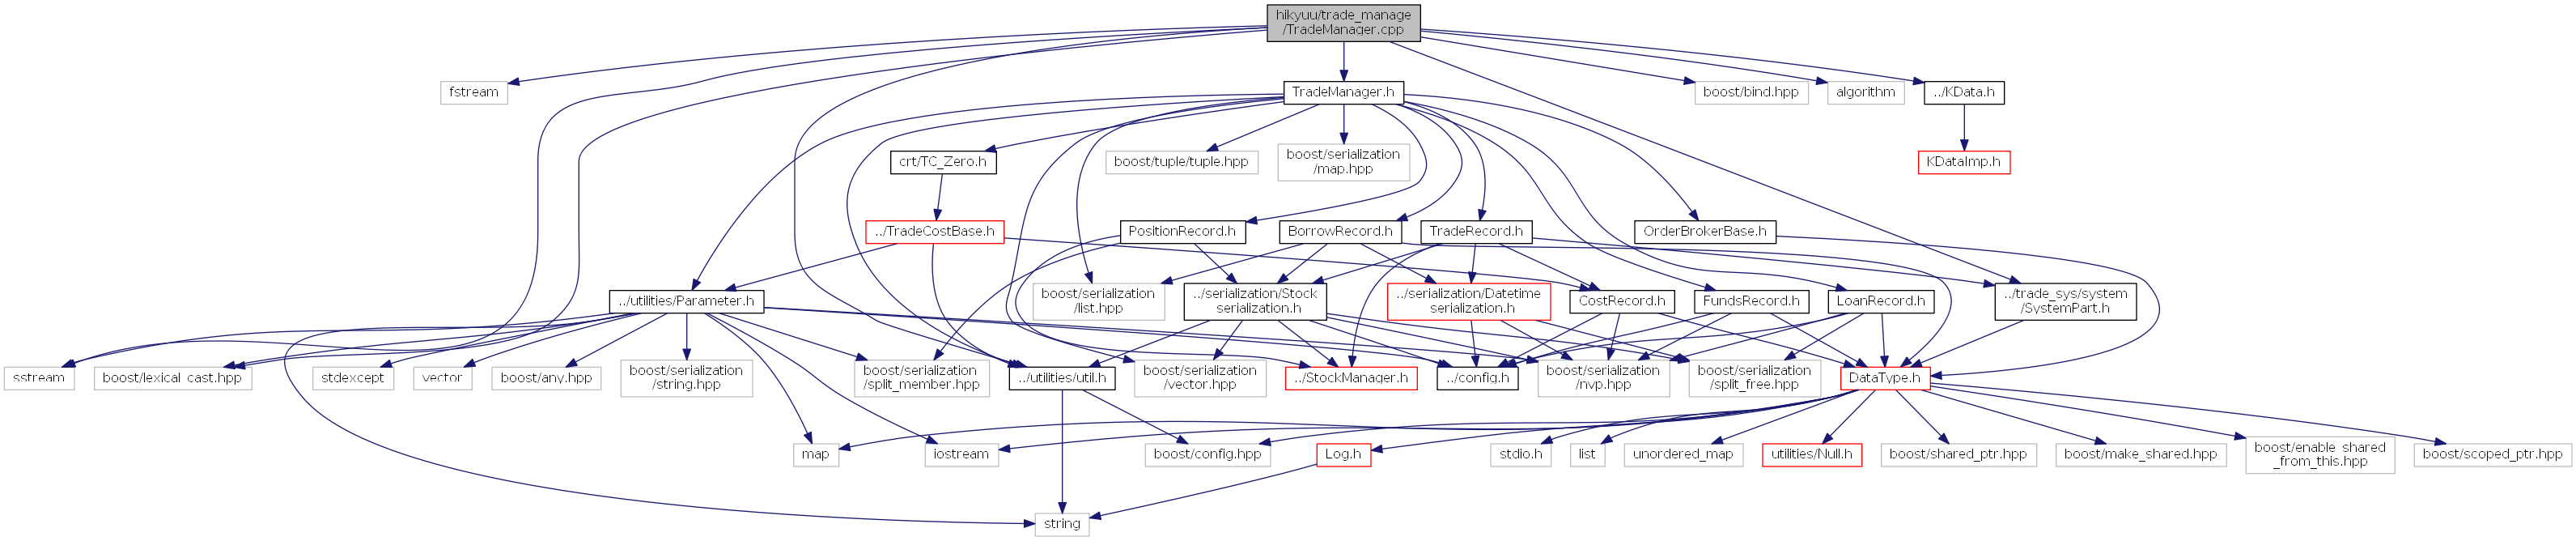 hikyuu/trade_manage
/TradeManager.cpp
fstream
TradeManager.h
boost/bind.hpp
algorithm
../KData.h
crt/TC_Zero.h
boost/tuple/tuple.hpp
boost/serialization
/map.hpp
KDataImp.h
../TradeCostBase.h
PositionRecord.h
BorrowRecord.h
TradeRecord.h
OrderBrokerBase.h
../utilities/Parameter.h
boost/serialization
/list.hpp
../serialization/Stock
_serialization.h
../serialization/Datetime
_serialization.h
CostRecord.h
FundsRecord.h
LoanRecord.h
../trade_sys/system
/SystemPart.h
sstream
boost/lexical_cast.hpp
stdexcept
vector
boost/any.hpp
boost/serialization
/string.hpp
boost/serialization
/split_member.hpp
../utilities/util.h
boost/serialization
/vector.hpp
../StockManager.h
../config.h
boost/serialization
/nvp.hpp
boost/serialization
/split_free.hpp
DataType.h
map
iostream
boost/config.hpp
Log.h
stdio.h
list
unordered_map
utilities/Null.h
boost/shared_ptr.hpp
boost/make_shared.hpp
boost/enable_shared
_from_this.hpp
boost/scoped_ptr.hpp
string